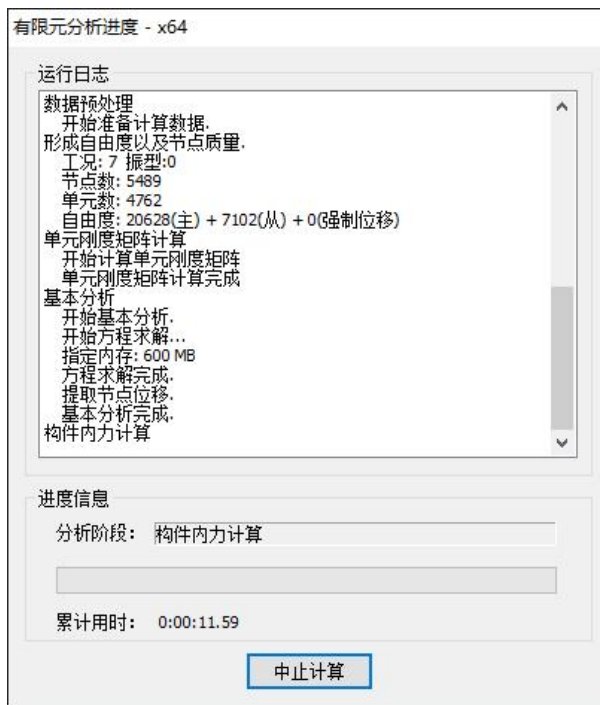 有限元分析进度 - x64
运行日志
数据预处理
开始准备计算数据.
形成自由度以及节点质量.
工况: 7 振型:0
节点数: 5489
单元数: 4762
自由度: 20628(主) + 7102(从) + 0(强制位移)
单元刚度矩阵计算
开始计算单元刚度矩阵
单元刚度矩阵计算完成
基本分析
开始基本分析.
开始方程求解...
指定内存: 600 MB
方程求解完成.
提取节点位移.
基本分析完成.
构件内力计算
进度信息
分析阶段: 构件内力计算
累计用时: 0:00:11.59
中止计算